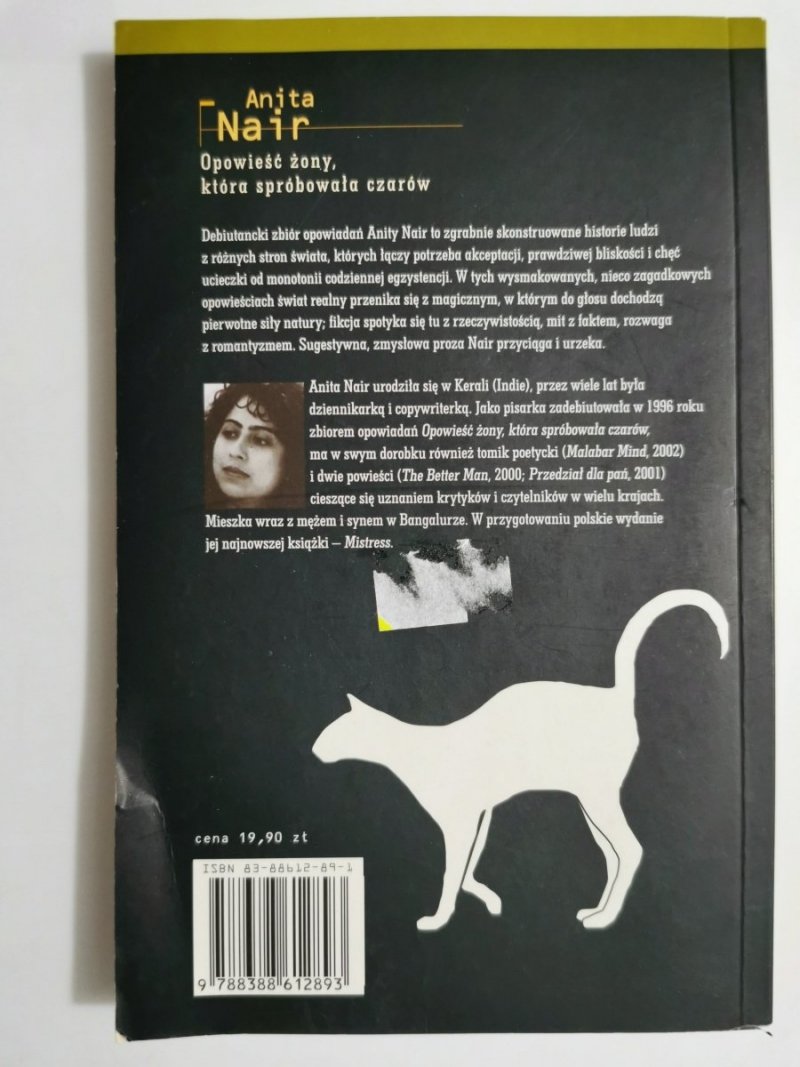 Anita
Nair
Opowieść żony,
która spróbowała czarów
Debiutancki zbiór opowiadań Anity Nair to zgrabnie skonstruowane historie ludzi
z różnych stron świata, których łączy potrzeba akceptacji, prawdziwej bliskości i chęć
ucieczki od monotonii codziennej egzystencji. W tych wysmakowanych, nieco zagadkowych
opowieściach świat realny przenika się z magicznym, w którym do głosu dochodzą
pierwotne siły natury; fikcja spotyka się tu z rzeczywistością, mit z faktem, rozwaga
z romantyzmem. Sugestywna, zmysłowa proza Nair przyciąga i urzeka.
Anita Nair urodziła się w Kerali (Indie), przez wiele lat była
dziennikarką i copywriterką. Jako pisarka zadebiutowała w 1996 roku
zbiorem opowiadań Opowieść żony, która spróbowała czarów,
ma w swym dorobku również tomik poetycki (Malabar Mind, 2002)
i dwie powieści (The Better Man, 2000; Przedział dla pań, 2001)
cieszące się uznaniem krytyków i czytelników w wielu krajach.
Mieszka wraz z mężem i synem w Bangalurze. W przygotowaniu polskie wydanie
jej najnowszej książki – Mistress.
cena 19,90 zł
ISBN 83-88612-89-1
9 788388 612893